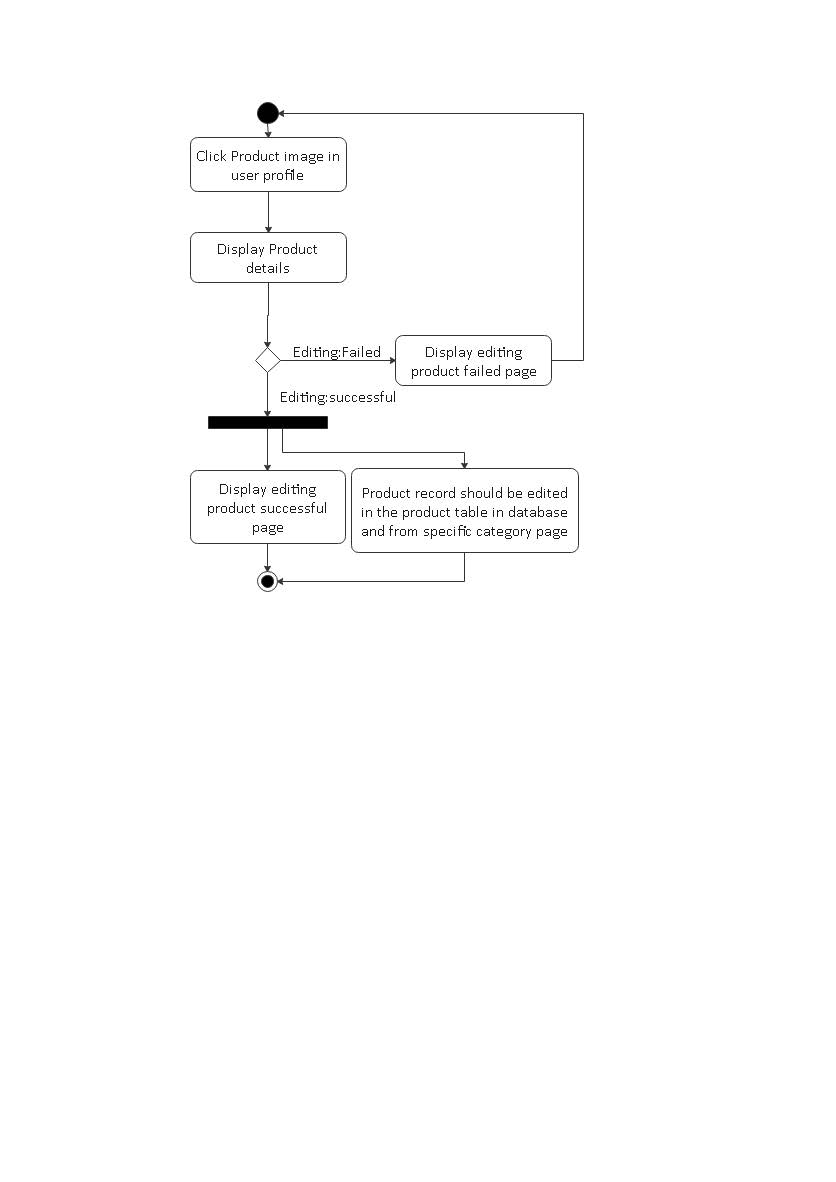 Click Product image in
user profile
Display Product
details
Editing:Failed
Display editing
product failed page
Editing:successful
Display editing
product successful
page
Product record should be edited
in the product table in database
and from specific category page